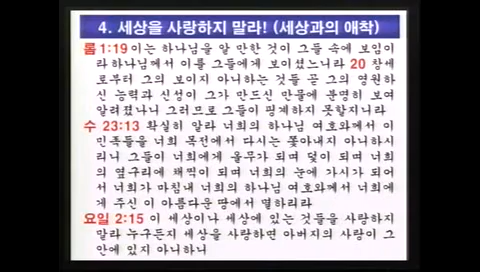 4. 세상을 사랑하지 말라! (세상과의 애착)
롬 1:19 이는 하나님을 알 만한 것이 그들 속에 보임이
라 하나님께서 이를 그들에게 보이셨느니라 20 창세
로부터 그의 보이지 아니하는 것들 곧 그의 영원하
신 능력과 신성이 그가 만드신 만물에 분명히 보여
알려졌나니 그러므로 그들이 핑계하지 못할지니라
수 23:13 확실히 알라 너희의 하나님 여호와께서 이
민족들을 너희 목전에서 다시는 쫓아내지 아니하시
리니 그들이 너희에게 올무가 되며 덫이 되며 너희
의 옆구리에 채찍이 되며 너희의 눈에 가시가 되어
서 너희가 마침내 너희의 하나님 여호와께서 너희에
게 주신 이 아름다운 땅에서 멸하리라
요일 2:15 이 세상이나 세상에 있는 것들을 사랑하지
말라 누구든지 세상을 사랑하면 아버지의 사랑이 그
안에 있지 아니하니